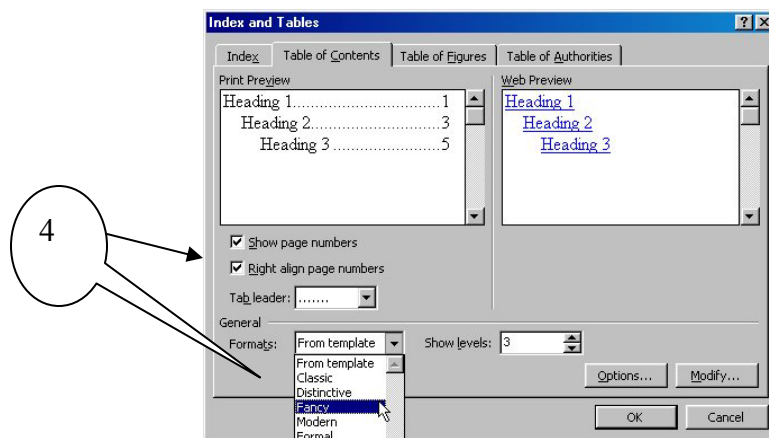 Index and Tables
Index Table of Contents Table of Figures Table of Authorities
Print Preview
Heading 1..............................1
Heading 2..........................3
Heading 3........................5
Web Preview
Heading 1
Heading 2
Heading 3
4
Show page numbers
Right align page numbers
Tab leader: .......
General
Formats: From template Show levels: 3
From template
Classic
Distinctive
Fancy
Modern
Formal
Options... Modify...
OK Cancel